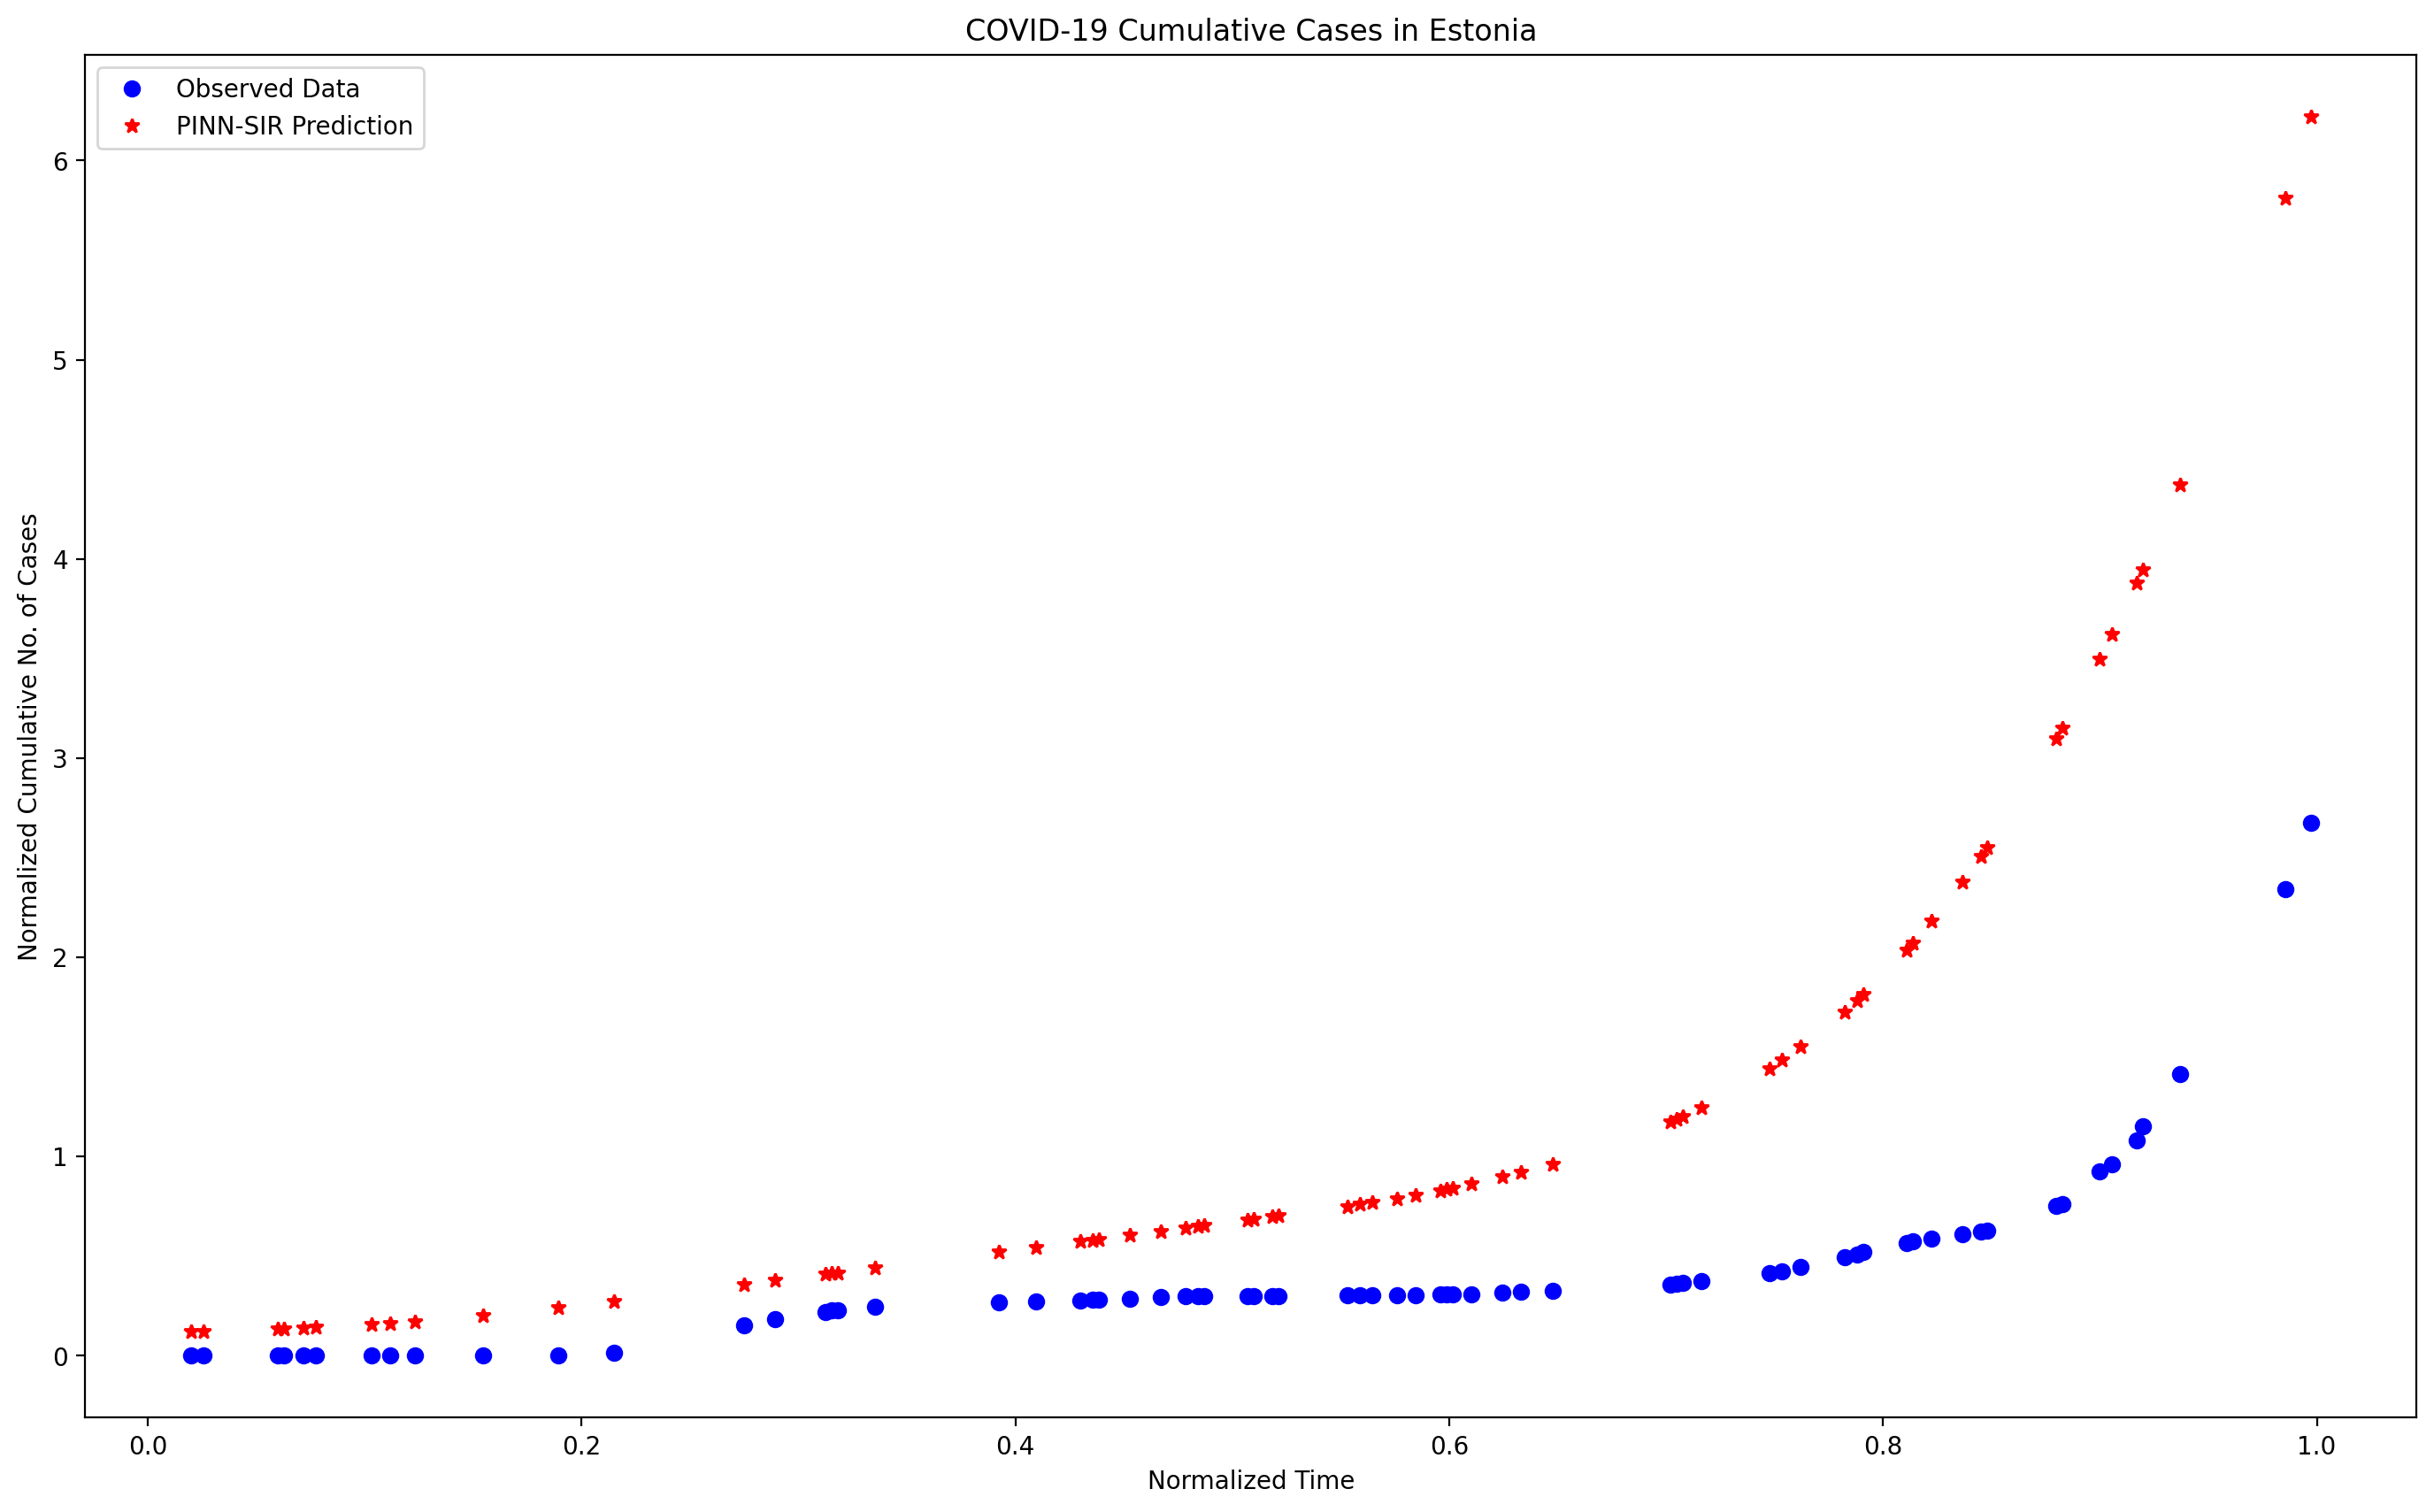 COVID-19 Cumulative Cases in Estonia
Observed Data
PINN-SIR Prediction
Normalized Cumulative No. of Cases
6
5
4
3
2
1
0
0.0
0.2
0.4
0.6
0.8
1.0
Normalized Time